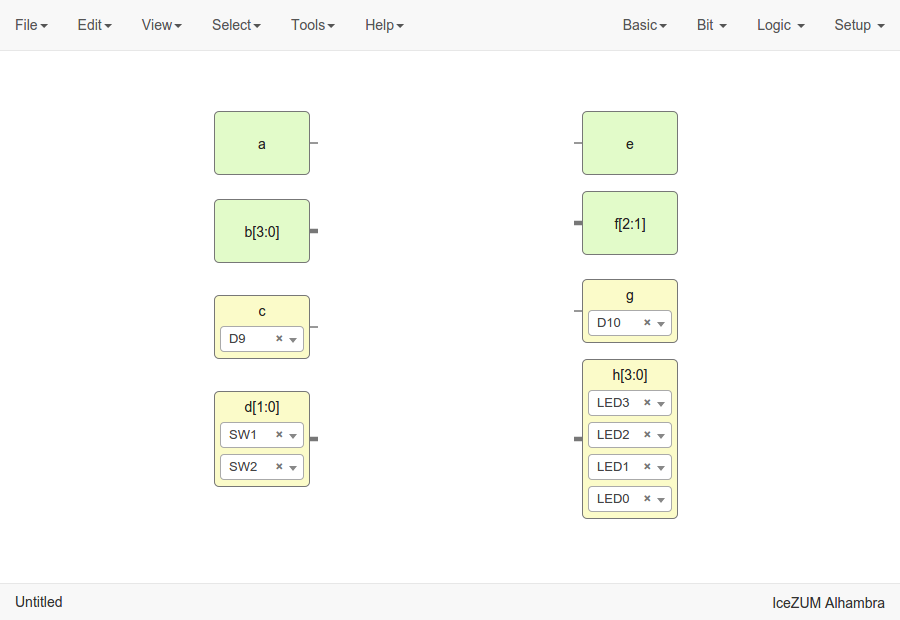 File Edit View Select Tools Help Basic Bit Logic Setup
a
b[3:0]
c
D9 ×
d[1:0]
SW1 ×
SW2 ×
e
f[2:1]
g
D10 ×
h[3:0]
LED3 ×
LED2 ×
LED1 ×
LED0 ×
Untitled
IceZUM Alhambra